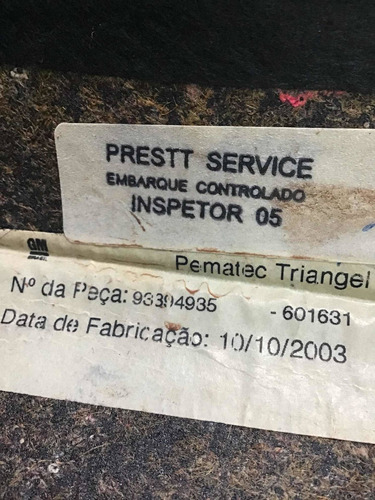 PRESTT SERVICE
EMBARQUE CONTROLADO
INSPETOR 05
GM
Pematec Triangel
Nº da Peça: 93394935 - 601631
Data de Fabricação: 10/10/2003